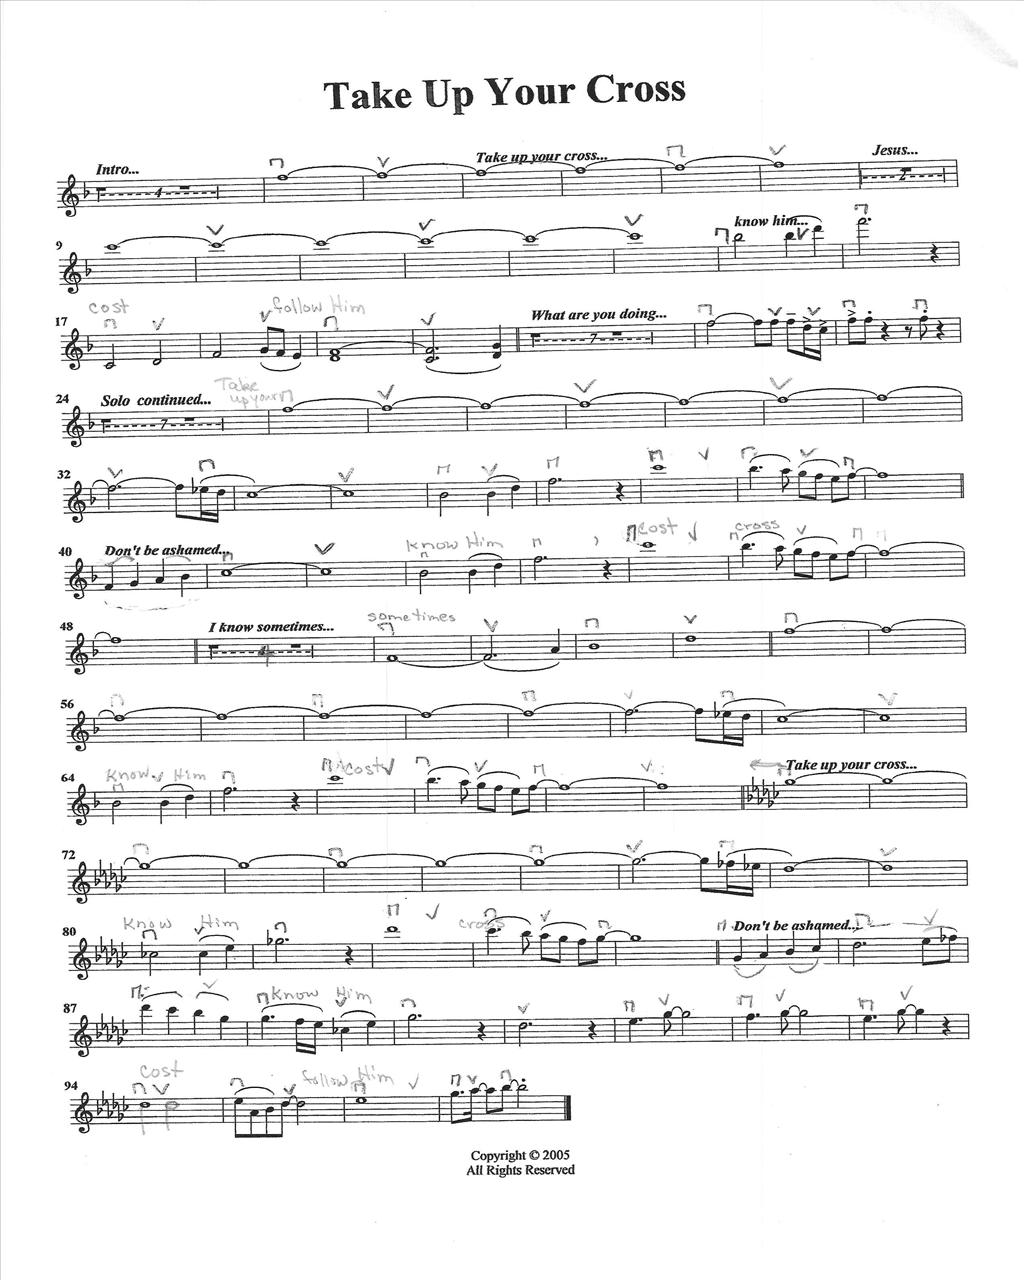 Take Up Your Cross
Intro... Take up your cross... Jesus...
4 2
9 know him...
cost follow Him
17 What are you doing...
7
24 Solo continued... Take up your
7
32
40 Don't be ashamed... know Him cost cross
48 I know sometimes... sometimes
4
56
64 Know Him cost Take up your cross...
72
80 Know Him cross Don't be ashamed...
87 Know Him
94 cost follow Him
Copyright © 2005
All Rights Reserved